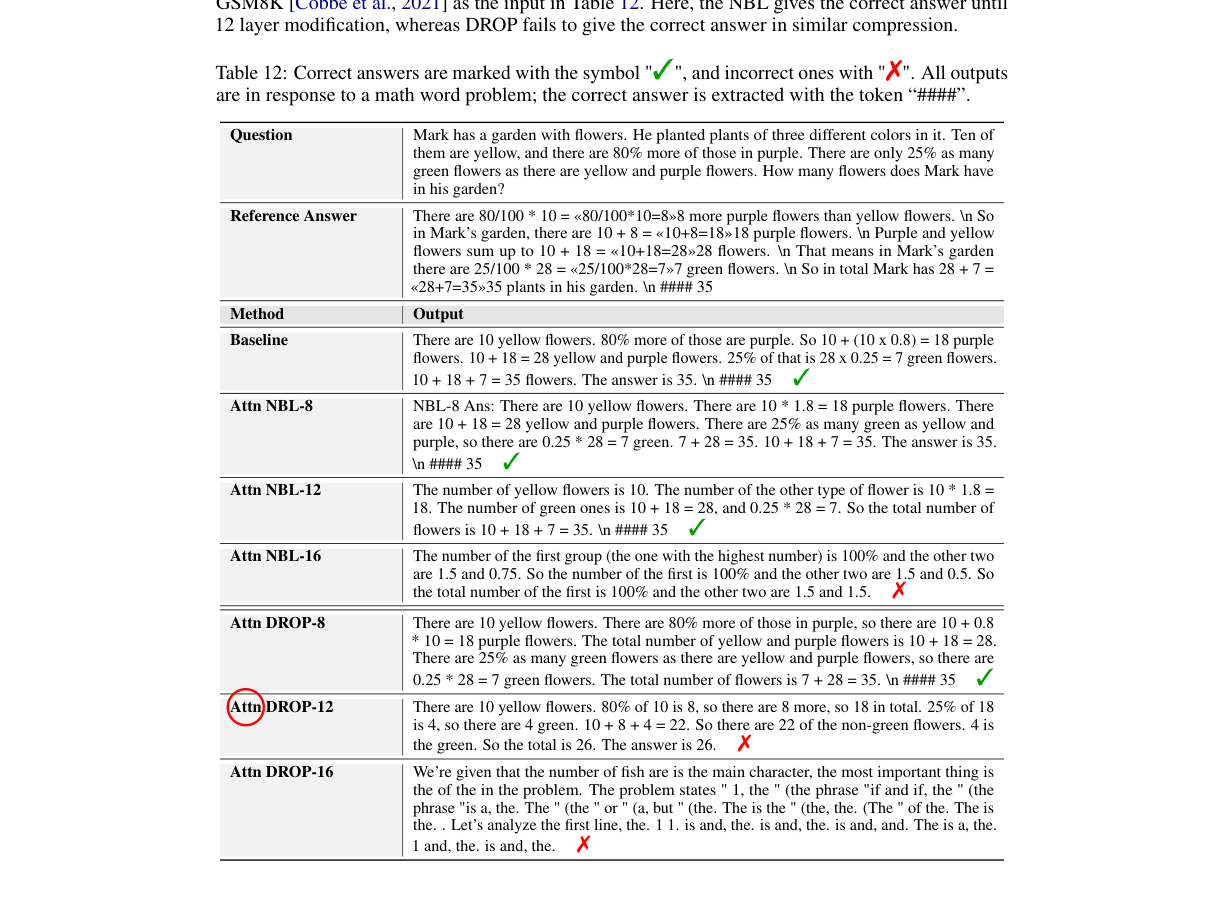 GSM8K [Cobbe et al., 2021] as the input in Table 12. Here, the NBL gives the correct answer until
12 layer modification, whereas DROP fails to give the correct answer in similar compression.
Table 12: Correct answers are marked with the symbol "✓", and incorrect ones with "✗". All outputs
are in response to a math word problem; the correct answer is extracted with the token “####”.
Question
Mark has a garden with flowers. He planted plants of three different colors in it. Ten of
them are yellow, and there are 80% more of those in purple. There are only 25% as many
green flowers as there are yellow and purple flowers. How many flowers does Mark have
in his garden?
Reference Answer
There are 80/100 * 10 = «80/100*10=8»8 more purple flowers than yellow flowers. \n So
in Mark’s garden, there are 10 + 8 = «10+8=18»18 purple flowers. \n Purple and yellow
flowers sum up to 10 + 18 = «10+18=28»28 flowers. \n That means in Mark’s garden
there are 25/100 * 28 = «25/100*28=7»7 green flowers. \n So in total Mark has 28 + 7 =
«28+7=35»35 plants in his garden. \n #### 35
Method Output
Baseline
There are 10 yellow flowers. 80% more of those are purple. So 10 + (10 x 0.8) = 18 purple
flowers. 10 + 18 = 28 yellow and purple flowers. 25% of that is 28 x 0.25 = 7 green flowers.
10 + 18 + 7 = 35 flowers. The answer is 35. \n #### 35 ✓
Attn NBL-8
NBL-8 Ans: There are 10 yellow flowers. There are 10 * 1.8 = 18 purple flowers. There
are 10 + 18 = 28 yellow and purple flowers. There are 25% as many green as yellow and
purple, so there are 0.25 * 28 = 7 green. 7 + 28 = 35. 10 + 18 + 7 = 35. The answer is 35.
\n #### 35 ✓
Attn NBL-12
The number of yellow flowers is 10. The number of the other type of flower is 10 * 1.8 =
18. The number of green ones is 10 + 18 = 28, and 0.25 * 28 = 7. So the total number of
flowers is 10 + 18 + 7 = 35. \n #### 35 ✓
Attn NBL-16
The number of the first group (the one with the highest number) is 100% and the other two
are 1.5 and 0.75. So the number of the first is 100% and the other two are 1.5 and 0.5. So
the total number of the first is 100% and the other two are 1.5 and 1.5. ✗
Attn DROP-8
There are 10 yellow flowers. There are 80% more of those in purple, so there are 10 + 0.8
* 10 = 18 purple flowers. The total number of yellow and purple flowers is 10 + 18 = 28.
There are 25% as many green flowers as there are yellow and purple flowers, so there are
0.25 * 28 = 7 green flowers. The total number of flowers is 7 + 28 = 35. \n #### 35 ✓
Attn DROP-12
There are 10 yellow flowers. 80% of 10 is 8, so there are 8 more, so 18 in total. 25% of 18
is 4, so there are 4 green. 10 + 8 + 4 = 22. So there are 22 of the non-green flowers. 4 is
the green. So the total is 26. The answer is 26. ✗
Attn DROP-16
We’re given that the number of fish are is the main character, the most important thing is
the of the in the problem. The problem states " 1, the " (the phrase "if and if, the " (the
phrase "is a, the. The " (the " or " (a, but " (the. The is the " (the, the. (The " of the. The is
the. . Let’s analyze the first line, the. 1 1. is and, the. is and, the. is and, and. The is a, the.
1 and, the. is and, the. ✗